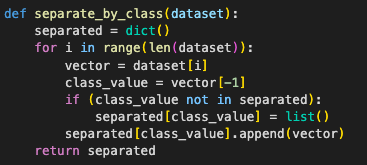 def separate_by_class(dataset):
    separated = dict()
    for i in range(len(dataset)):
        vector = dataset[i]
        class_value = vector[-1]
        if (class_value not in separated):
            separated[class_value] = list()
        separated[class_value].append(vector)
    return separated